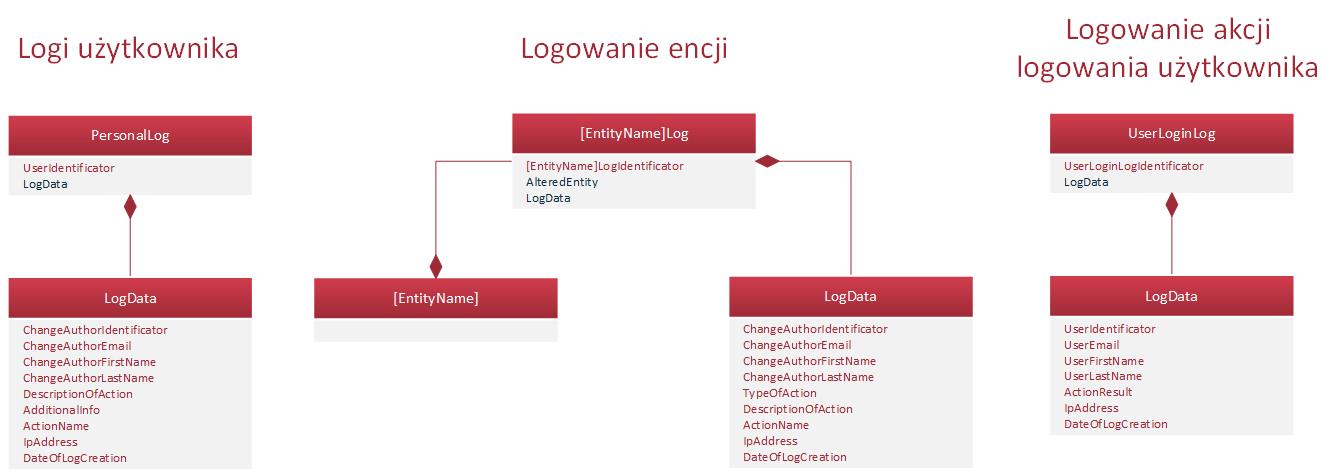 Logi użytkownika
PersonalLog
UserIdentificator
LogData
LogData
ChangeAuthorIdentificator
ChangeAuthorEmail
ChangeAuthorFirstName
ChangeAuthorLastName
DescriptionOfAction
AdditionalInfo
ActionName
IpAddress
DateOfLogCreation
Logowanie encji
[EntityName]Log
[EntityName]LogIdentificator
AlteredEntity
LogData
[EntityName]
LogData
ChangeAuthorIdentificator
ChangeAuthorEmail
ChangeAuthorFirstName
ChangeAuthorLastName
TypeOfAction
DescriptionOfAction
ActionName
IpAddress
DateOfLogCreation
Logowanie akcji
logowania użytkownika
UserLoginLog
UserLoginLogIdentificator
LogData
LogData
UserIdentificator
UserEmail
UserFirstName
UserLastName
ActionResult
IpAddress
DateOfLogCreation